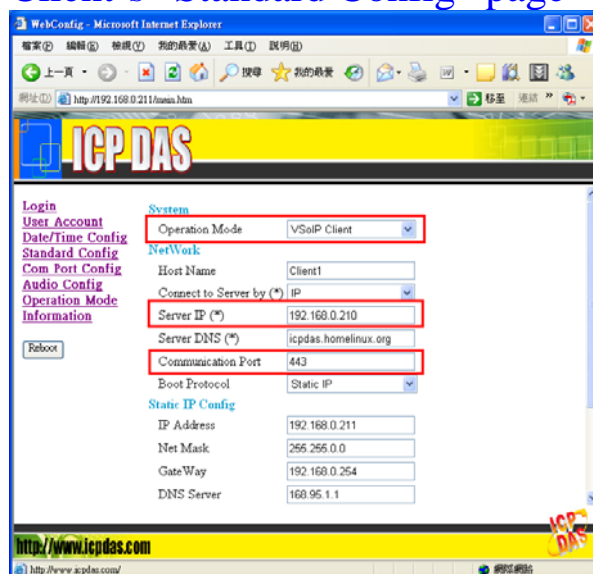 Client's "Standard Config" page
WebConfig - Microsoft Internet Explorer
檔案(F) 編輯(E) 檢視(V) 我的最愛(A) 工具(T) 說明(H)
上一頁 搜尋 我的最愛
網址(D) http://192.168.0.211/main.htm 移至 連結 »
ICP DAS
Login
User Account
Date/Time Config
Standard Config
Com Port Config
Audio Config
Operation Mode
Information
Reboot
System
Operation Mode VSoIP Client
NetWork
Host Name Client1
Connect to Server by (*) IP
Server IP (*) 192.168.0.210
Server DNS (*) icpdas.homelinux.org
Communication Port 443
Boot Protocol Static IP
Static IP Config
IP Address 192.168.0.211
Net Mask 255.255.0.0
GateWay 192.168.0.254
DNS Server 168.95.1.1
http://www.icpdas.com
ICP DAS
http://www.icpdas.com/ 網際網路